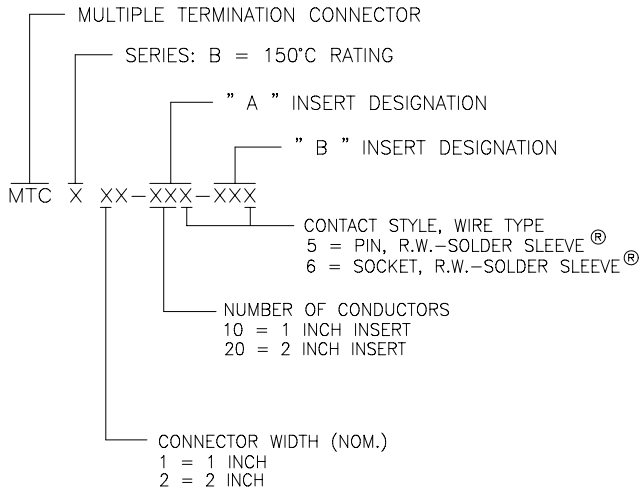 MULTIPLE TERMINATION CONNECTOR
SERIES: B = 150°C RATING
" A " INSERT DESIGNATION
" B " INSERT DESIGNATION
MTC X XX-XXX-XXX
CONTACT STYLE, WIRE TYPE
5 = PIN, R.W.-SOLDER SLEEVE®
6 = SOCKET, R.W.-SOLDER SLEEVE®
NUMBER OF CONDUCTORS
10 = 1 INCH INSERT
20 = 2 INCH INSERT
CONNECTOR WIDTH (NOM.)
1 = 1 INCH
2 = 2 INCH